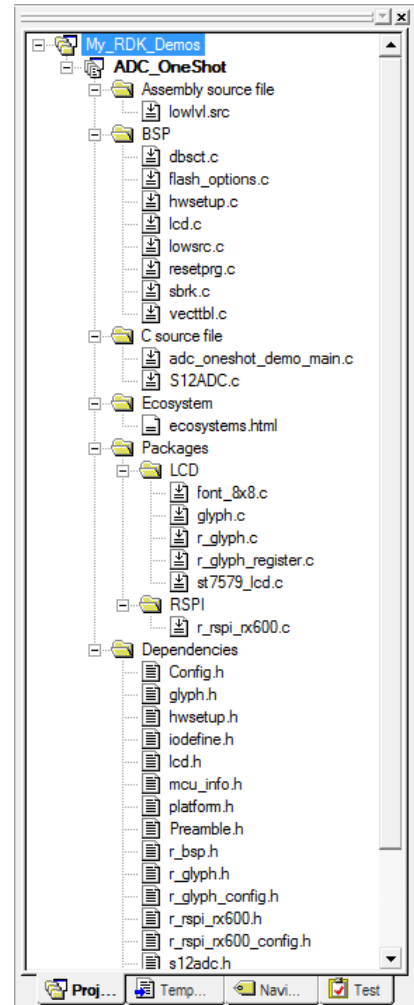 My_RDK_Demos
ADC_OneShot
Assembly source file
lowlvl.src
BSP
dbsct.c
flash_options.c
hwsetup.c
lcd.c
lowsrc.c
resetprg.c
sbrk.c
vecttbl.c
C source file
adc_oneshot_demo_main.c
S12ADC.c
Ecosystem
ecosystems.html
Packages
LCD
font_8x8.c
glyph.c
r_glyph.c
r_glyph_register.c
st7579_lcd.c
RSPI
r_rspi_rx600.c
Dependencies
Config.h
glyph.h
hwsetup.h
iodefine.h
lcd.h
mcu_info.h
platform.h
Preamble.h
r_bsp.h
r_glyph.h
r_glyph_config.h
r_rspi_rx600.h
r_rspi_rx600_config.h
s12adc.h
Proj... Temp... Navi... Test